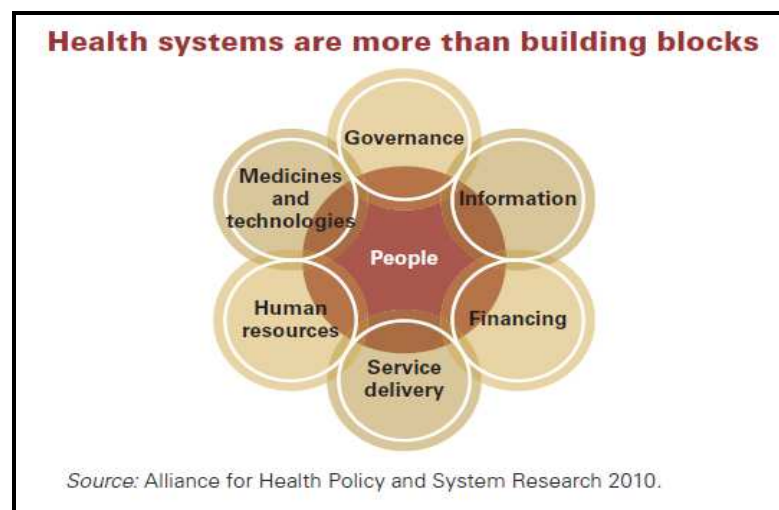 Health systems are more than building blocks
Governance
Medicines
and
technologies
Information
People
Human
resources
Financing
Service
delivery
Source: Alliance for Health Policy and System Research 2010.